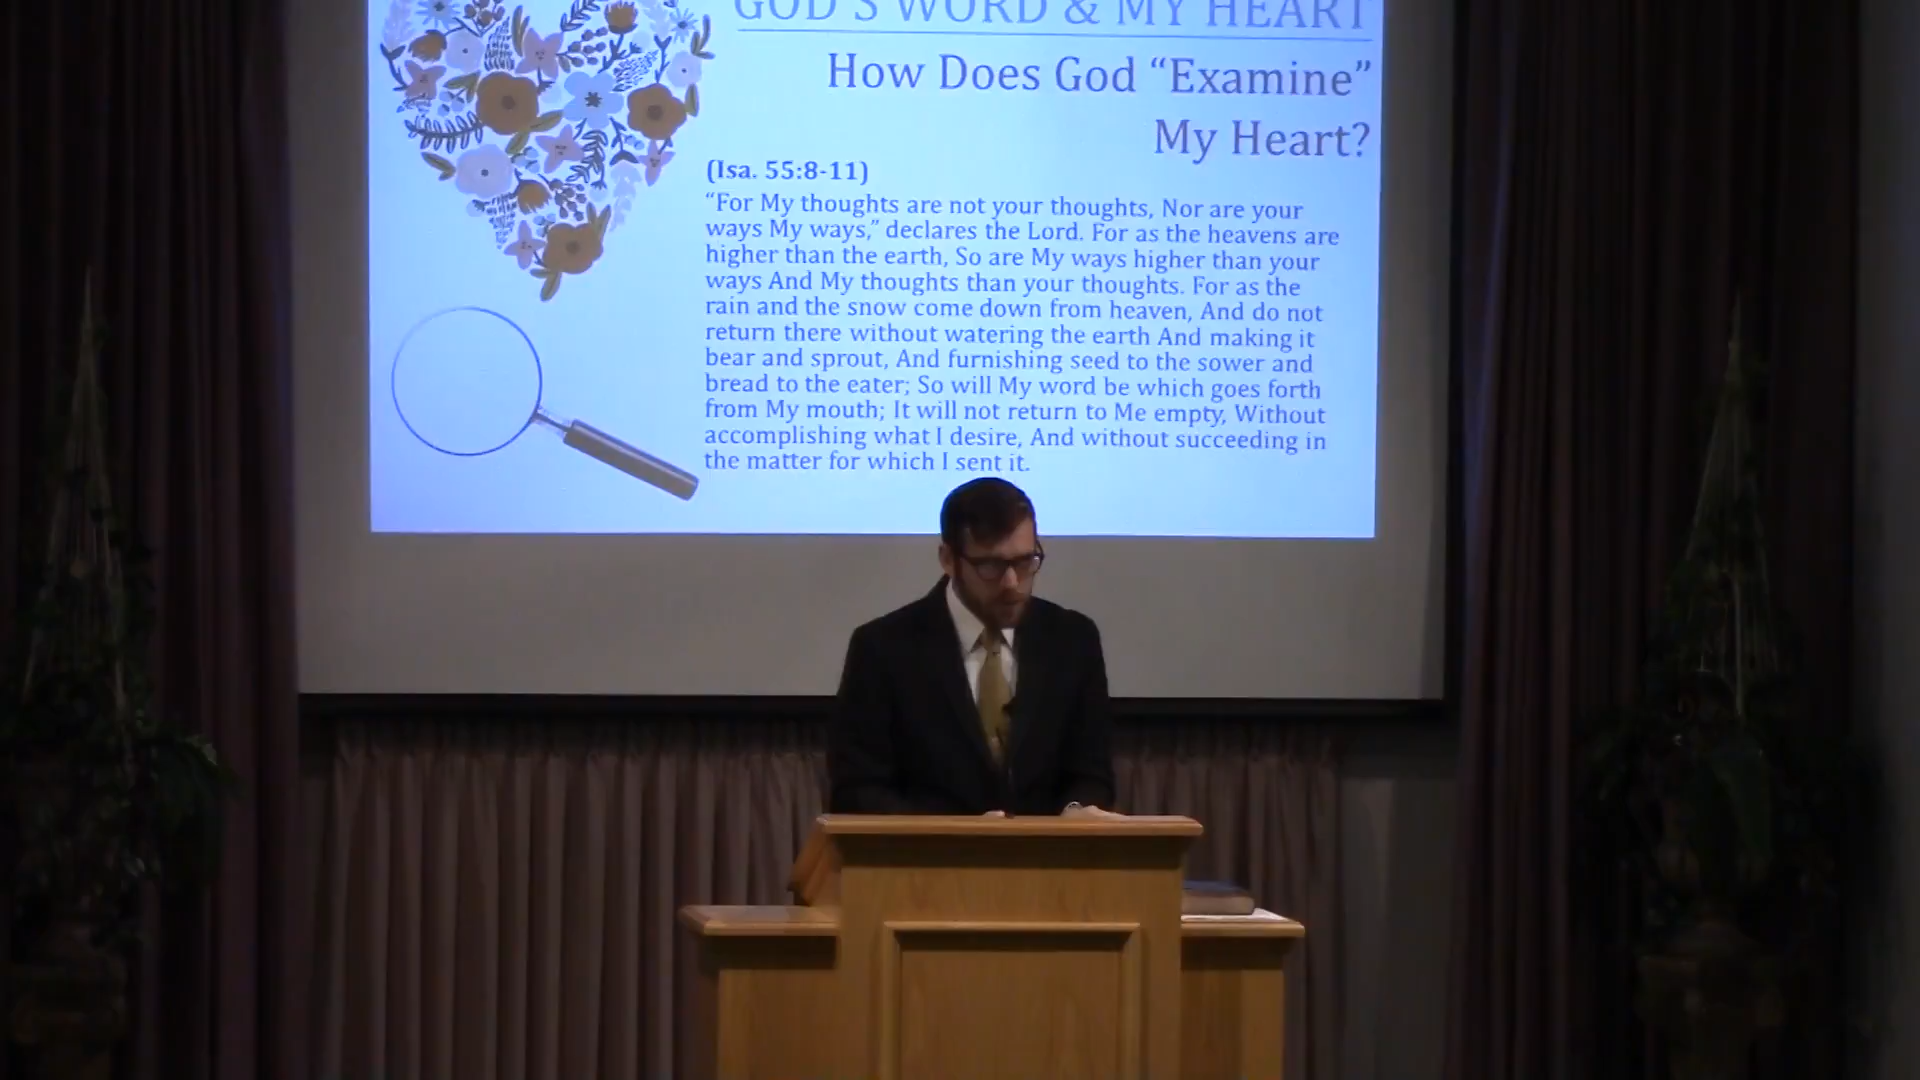 GOD'S WORD & MY HEART
How Does God “Examine”
My Heart?
(Isa. 55:8-11)
“For My thoughts are not your thoughts, Nor are your
ways My ways,” declares the Lord. For as the heavens are
higher than the earth, So are My ways higher than your
ways And My thoughts than your thoughts. For as the
rain and the snow come down from heaven, And do not
return there without watering the earth And making it
bear and sprout, And furnishing seed to the sower and
bread to the eater; So will My word be which goes forth
from My mouth; It will not return to Me empty, Without
accomplishing what I desire, And without succeeding in
the matter for which I sent it.